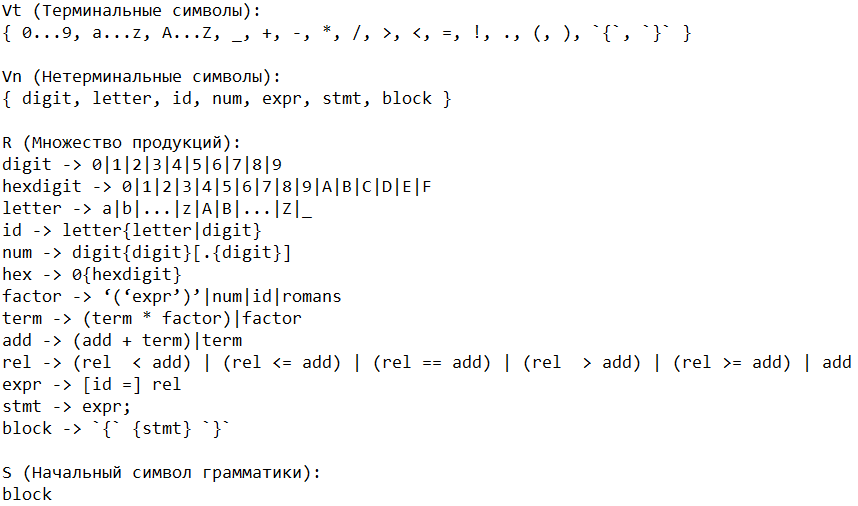 Vt (Терминальные символы):
{ 0...9, a...z, A...Z, _, +, -, *, /, >, <, =, !, ., (, ), `{`, `}` }
Vn (Нетерминальные символы):
{ digit, letter, id, num, expr, stmt, block }
R (Множество продукций):
digit -> 0|1|2|3|4|5|6|7|8|9
hexdigit -> 0|1|2|3|4|5|6|7|8|9|A|B|C|D|E|F
letter -> a|b|...|z|A|B|...|Z|_
id -> letter{letter|digit}
num -> digit{digit}[.{digit}]
hex -> 0{hexdigit}
factor -> ‘(‘expr’)’|num|id|romans
term -> (term * factor)|factor
add -> (add + term)|term
rel -> (rel  < add) | (rel <= add) | (rel == add) | (rel  > add) | (rel >= add) | add
expr -> [id =] rel
stmt -> expr;
block -> `{` {stmt} `}`
S (Начальный символ грамматики):
block